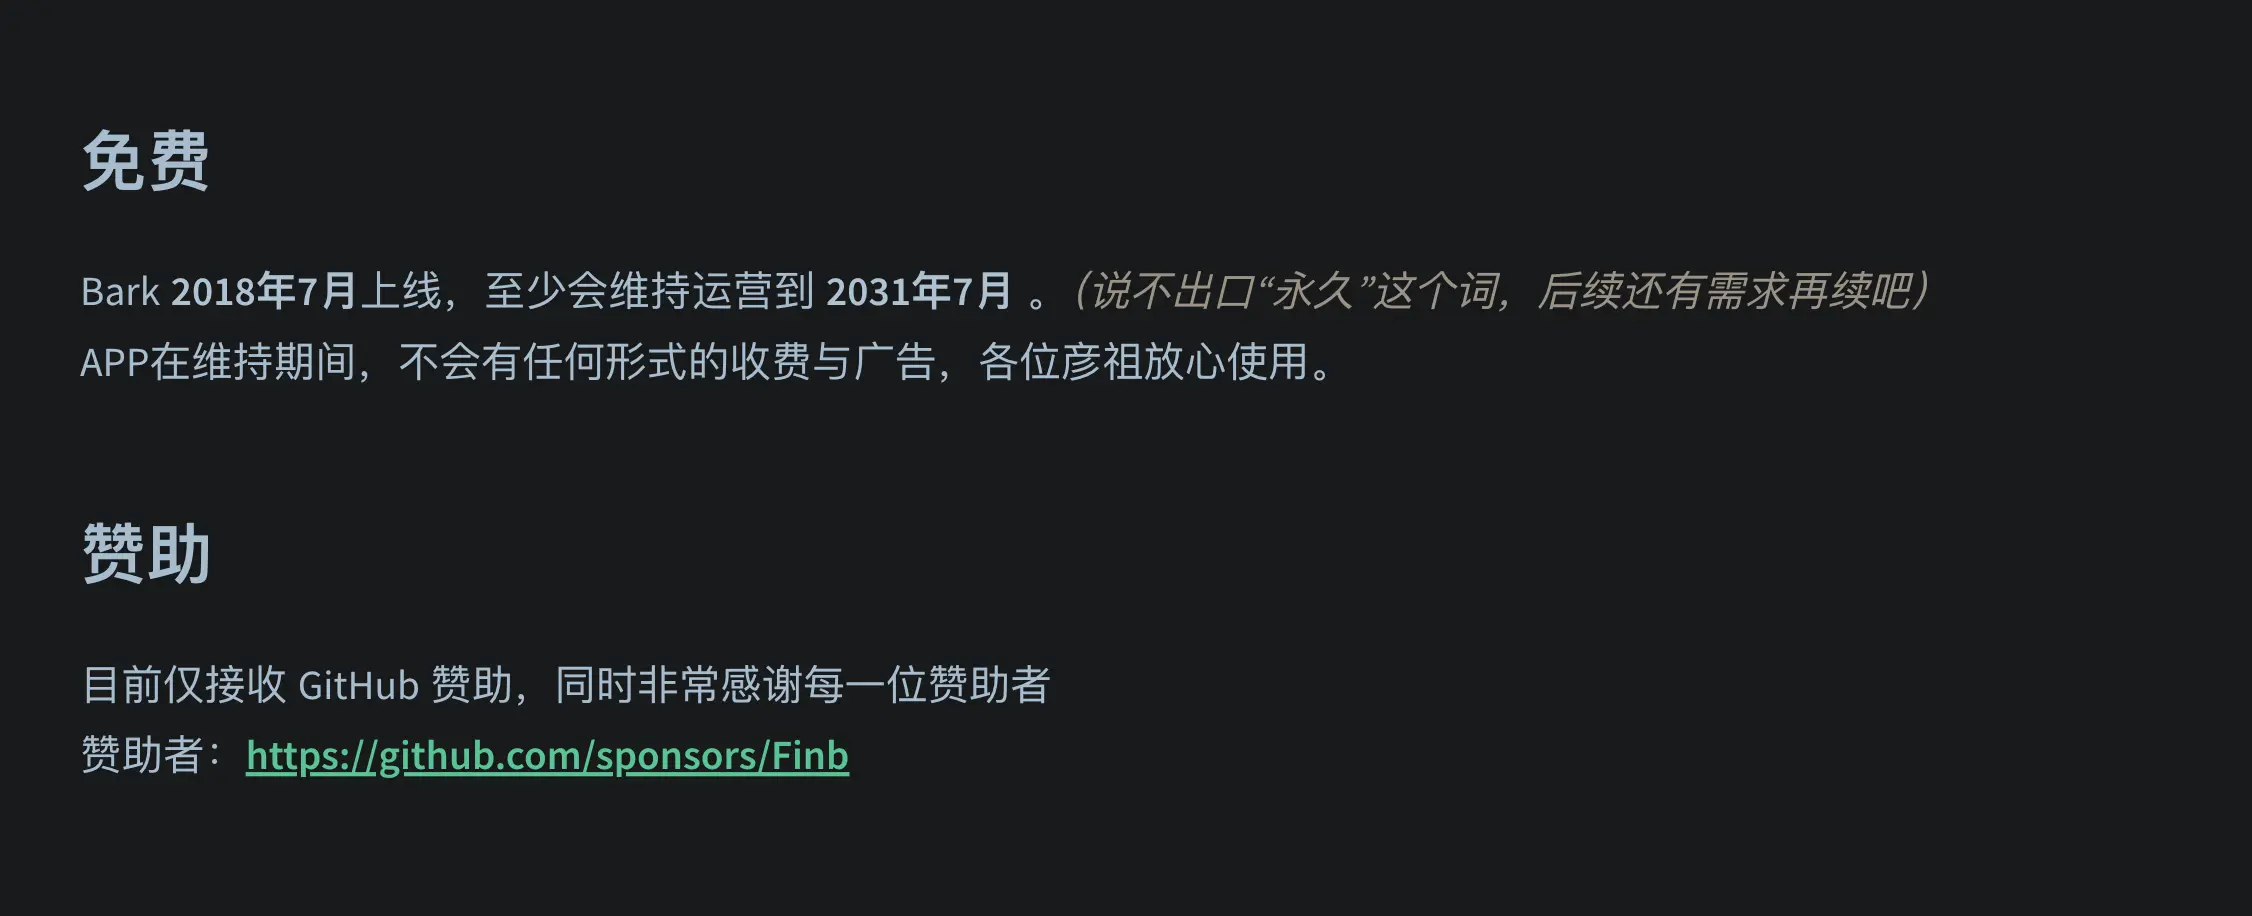 免费
Bark 2018年7月上线，至少会维持运营到 2031年7月 。（说不出口“永久”这个词，后续还有需求再续吧）
APP在维持期间，不会有任何形式的收费与广告，各位彦祖放心使用。
赞助
目前仅接收 GitHub 赞助，同时非常感谢每一位赞助者
赞助者：https://github.com/sponsors/Finb